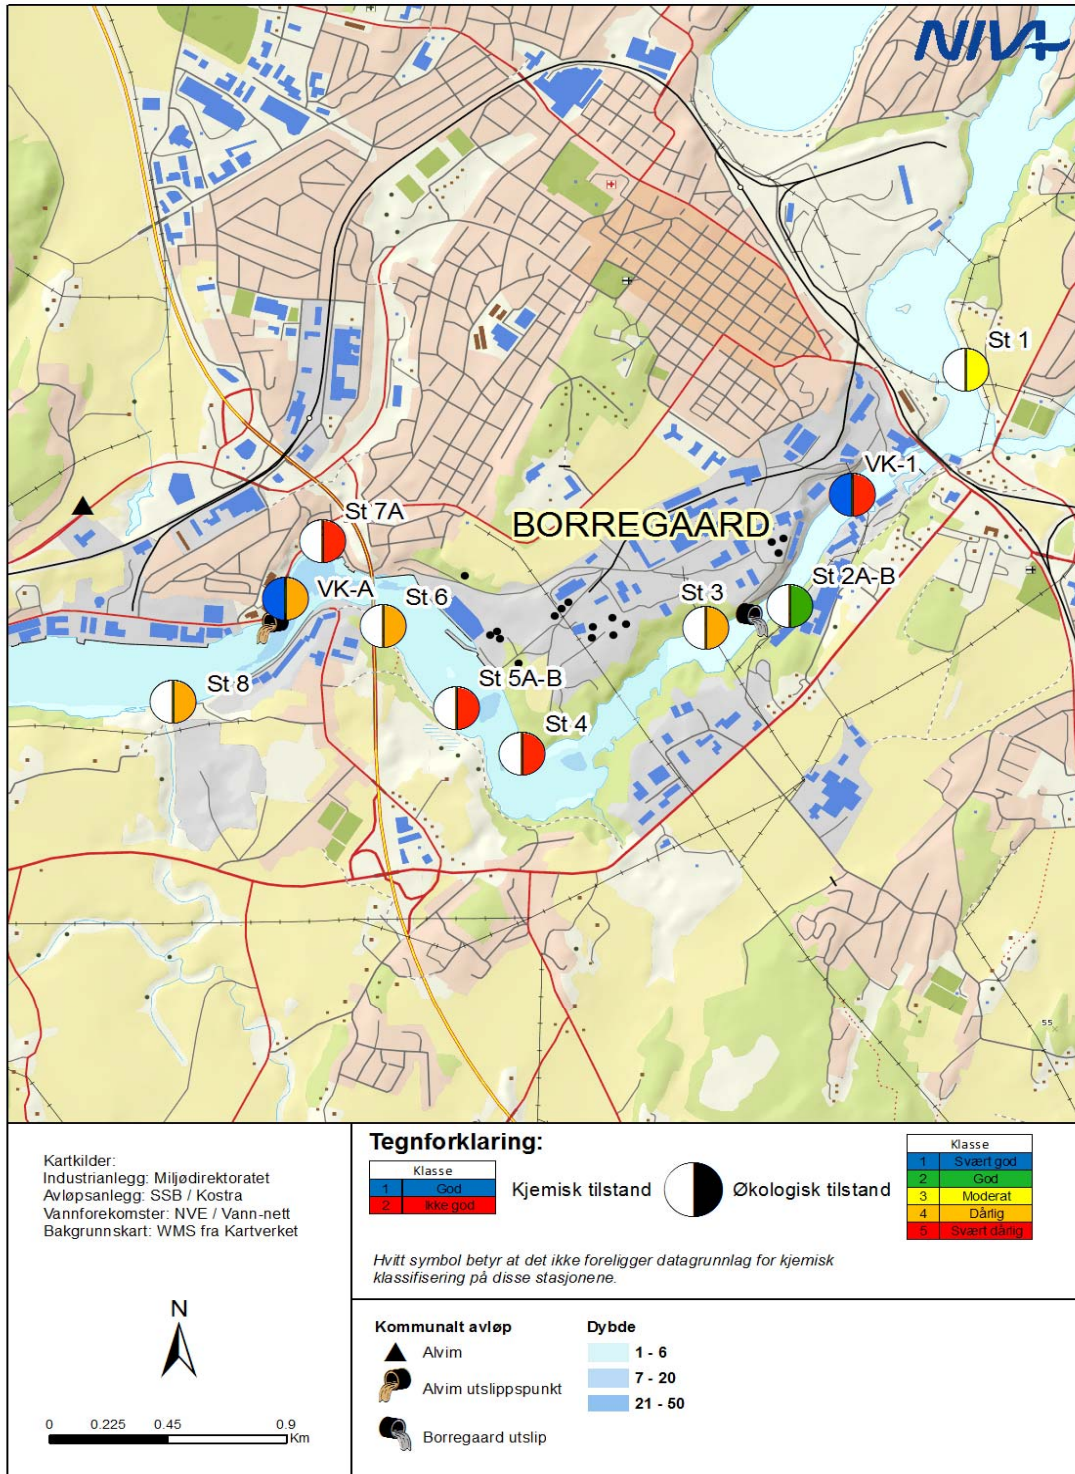 NIVA
St 1
VK-1
St 7A
BORREGAARD
VK-A
St 6
St 3
St 2A-B
St 8
St 5A-B
St 4
55
Kartkilder:
Industrianlegg: Miljødirektoratet
Avløpsanlegg: SSB / Kostra
Vannforekomster: NVE / Vann-nett
Bakgrunnskart: WMS fra Kartverket
N
0 0.225 0.45 0.9
Km
Tegnforklaring:
Klasse
1 God
2 Ikke god
Kjemisk tilstand
Økologisk tilstand
Klasse
1 Svært god
2 God
3 Moderat
4 Dårlig
5 Svært dårlig
Hvitt symbol betyr at det ikke foreligger datagrunnlag for kjemisk
klassifisering på disse stasjonene.
Kommunalt avløp
Alvim
Alvim utslippspunkt
Borregaard utslip
Dybde
1 - 6
7 - 20
21 - 50